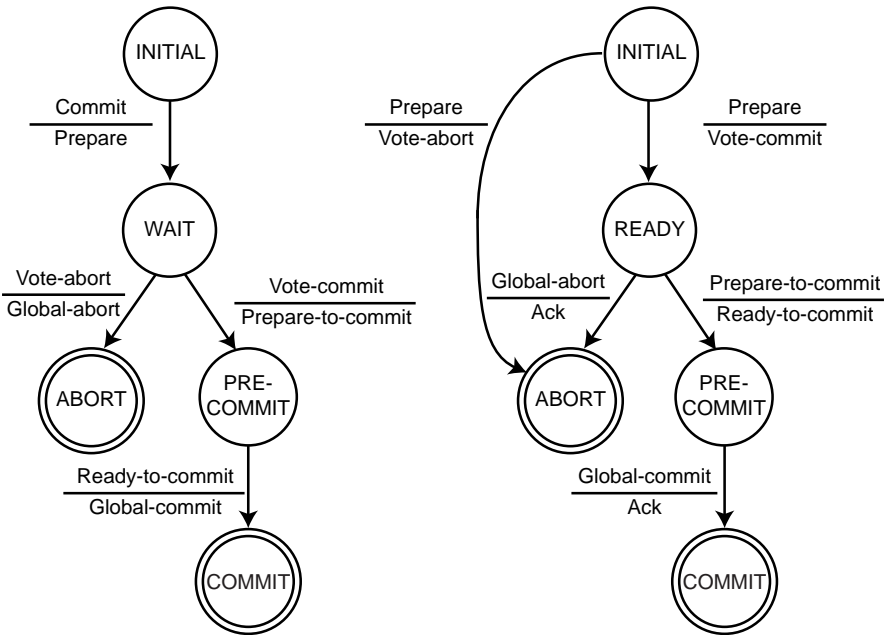 INITIAL
Commit
Prepare
WAIT
Vote-abort
Global-abort
Vote-commit
Prepare-to-commit
ABORT
PRE-
COMMIT
Ready-to-commit
Global-commit
COMMIT
INITIAL
Prepare
Vote-abort
Prepare
Vote-commit
READY
Global-abort
Ack
Prepare-to-commit
Ready-to-commit
ABORT
PRE-
COMMIT
Global-commit
Ack
COMMIT